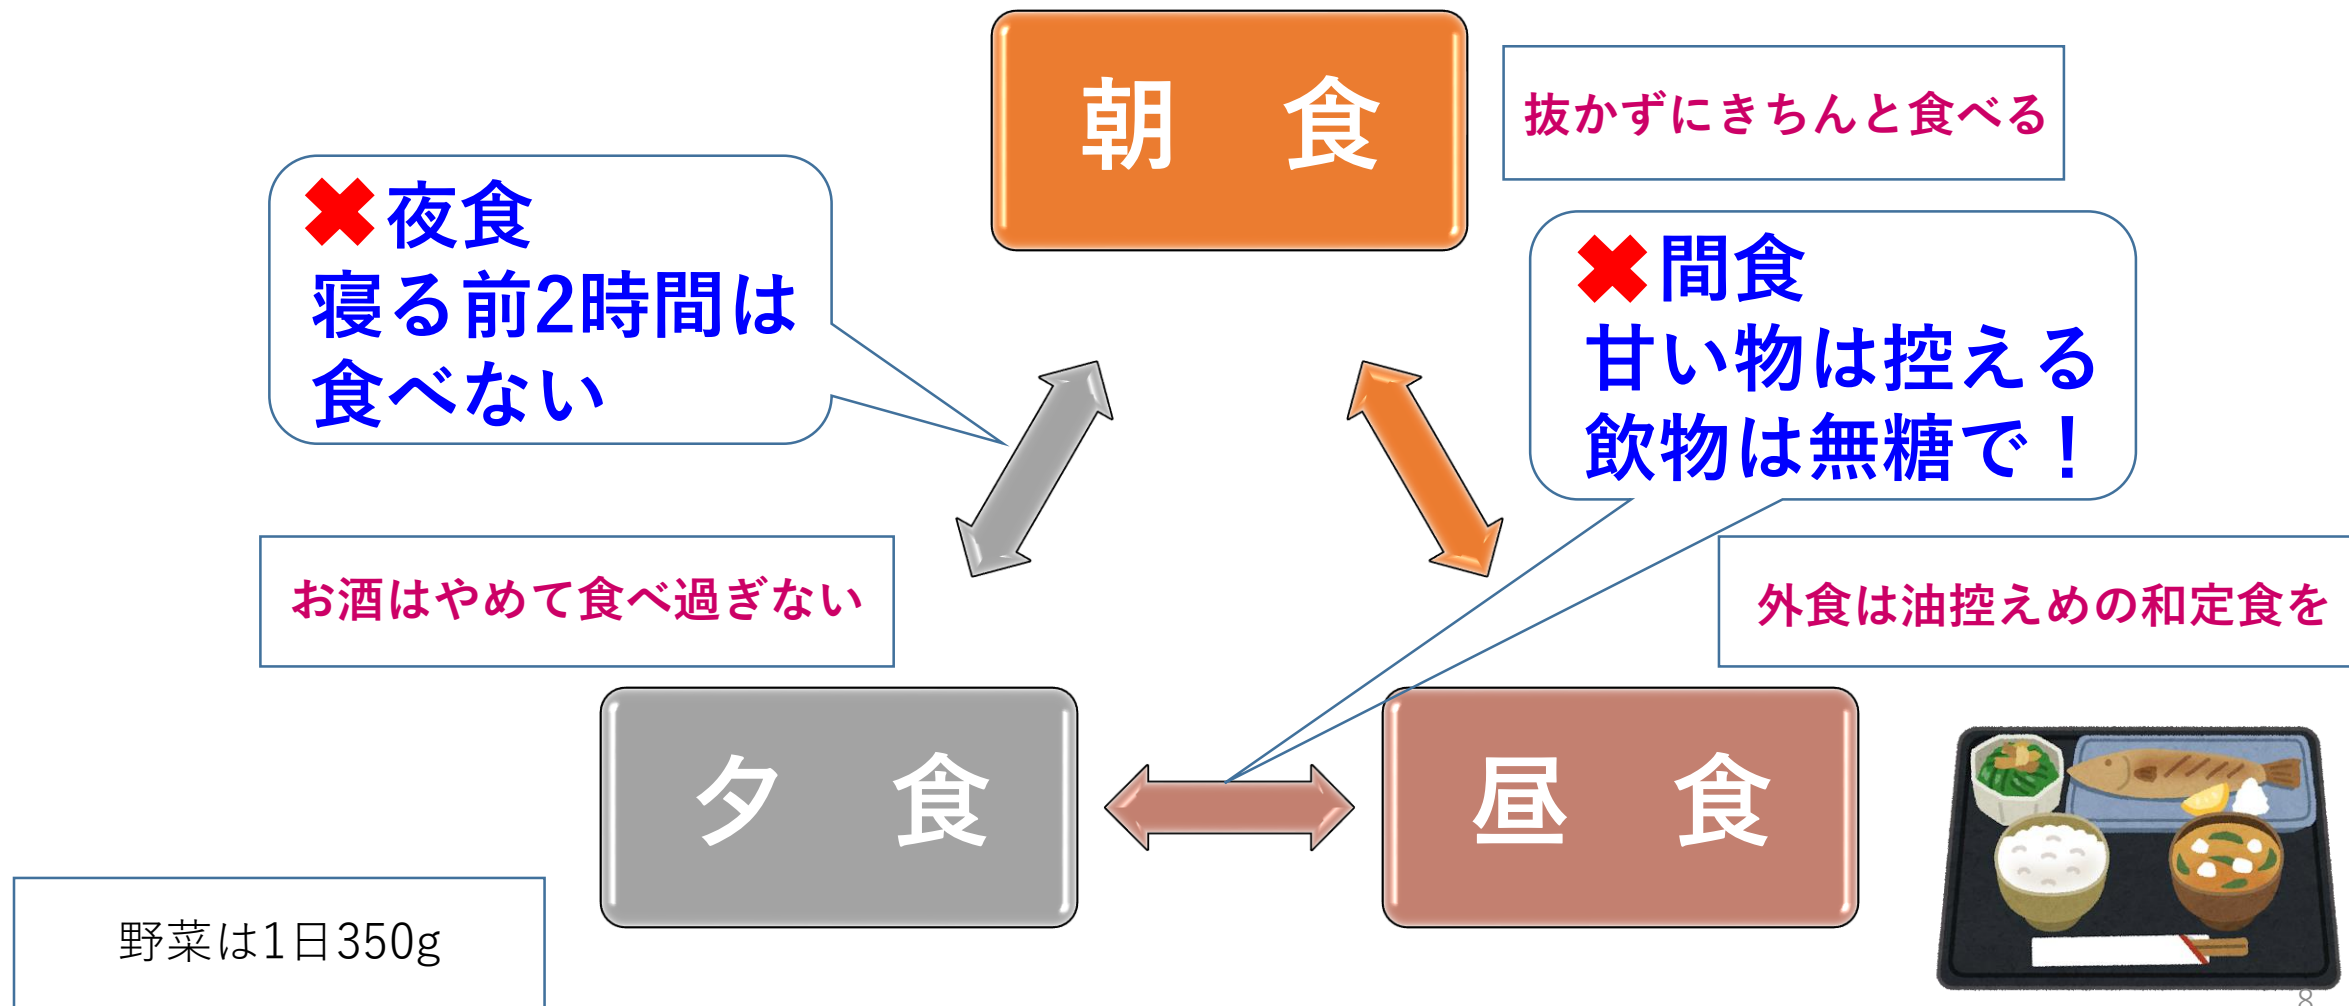 朝　食
抜かずにきちんと食べる
✖夜食
寝る前2時間は
食べない
✖間食
甘い物は控える
飲物は無糖で！
お酒はやめて食べ過ぎない
外食は油控えめの和定食を
夕　食
昼　食
野菜は1日350g
8